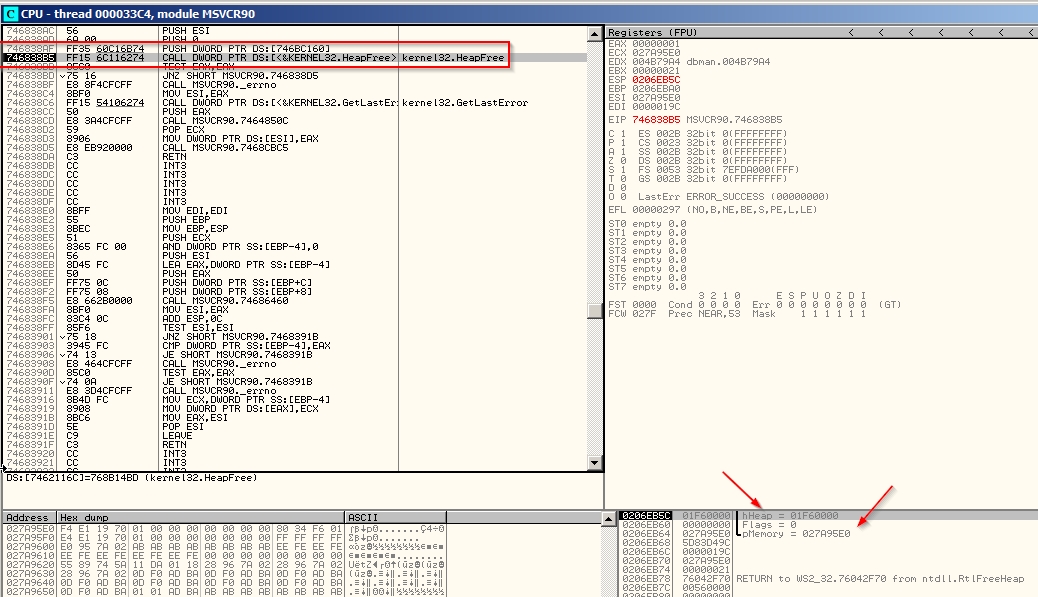 CPU - thread 000033C4, module MSVCR90
746838AC 56 PUSH ESI
6A 00 PUSH 0
746838AF FF35 60C16B74 PUSH DWORD PTR DS:[746BC160]
746838B5 FF15 6C116274 CALL DWORD PTR DS:[<&KERNEL32.HeapFree> kernel32.HeapFree
TEST EAX,EAX
75 16 JNZ SHORT MSVCR90.746838D5
E8 8F4CFCFF CALL MSVCR90._errno
746838C4 8BF0 MOV ESI,EAX
746838C6 FF15 54106274 CALL DWORD PTR DS:[<&KERNEL32.GetLastEr kernel32.GetLastError
746838CC 50 PUSH EAX
746838CD E8 3A4CFCFF CALL MSVCR90.7464850C
746838D2 59 POP ECX
746838D3 8906 MOV DWORD PTR DS:[ESI],EAX
746838D5 E8 EB920000 CALL MSVCR90.7468CBC5
746838DA C3 RETN
746838DB CC INT3
746838DC CC INT3
746838DD CC INT3
746838DE CC INT3
746838DF CC INT3
746838E0 8BFF MOV EDI,EDI
746838E2 55 PUSH EBP
746838E3 8BEC MOV EBP,ESP
746838E5 51 PUSH ECX
746838E6 8365 FC 00 AND DWORD PTR SS:[EBP-4],0
746838EA 56 PUSH ESI
746838EB 8D45 FC LEA EAX,DWORD PTR SS:[EBP-4]
746838EE 50 PUSH EAX
746838EF FF75 0C PUSH DWORD PTR SS:[EBP+C]
746838F2 FF75 08 PUSH DWORD PTR SS:[EBP+8]
746838F5 E8 662B0000 CALL MSVCR90.74686460
746838FA 8BF0 MOV ESI,EAX
746838FC 83C4 0C ADD ESP,0C
746838FF 85F6 TEST ESI,ESI
74683901 75 18 JNZ SHORT MSVCR90.7468391B
74683903 3945 FC CMP DWORD PTR SS:[EBP-4],EAX
74683906 74 13 JE SHORT MSVCR90.7468391B
74683908 E8 464CFCFF CALL MSVCR90._errno
7468390D 85C0 TEST EAX,EAX
7468390F 74 0A JE SHORT MSVCR90.7468391B
74683911 E8 3D4CFCFF CALL MSVCR90._errno
74683916 8B4D FC MOV ECX,DWORD PTR SS:[EBP-4]
74683919 8908 MOV DWORD PTR DS:[EAX],ECX
7468391B 8BC6 MOV EAX,ESI
7468391D 5E POP ESI
7468391E C9 LEAVE
7468391F C3 RETN
74683920 CC INT3
74683921 CC INT3
74683922 CC INT3
DS:[7462116C]=768B14BD (kernel32.HeapFree)
Registers (FPU)
EAX 00000001
ECX 027A95E0
EDX 004B79A4 dbman.004B79A4
EBX 00000021
ESP 0206EB5C
EBP 0206EBA0
ESI 027A95E0
EDI 0000019C
EIP 746838B5 MSVCR90.746838B5
C 1 ES 002B 32bit 0(FFFFFFFF)
P 1 CS 0023 32bit 0(FFFFFFFF)
A 1 SS 002B 32bit 0(FFFFFFFF)
Z 0 DS 002B 32bit 0(FFFFFFFF)
S 1 FS 0053 32bit 7EFDA000(FFF)
T 0 GS 002B 32bit 0(FFFFFFFF)
D 0
O 0 LastErr ERROR_SUCCESS (00000000)
EFL 00000297 (NO,B,NE,BE,S,PE,L,LE)
ST0 empty 0.0
ST1 empty 0.0
ST2 empty 0.0
ST3 empty 0.0
ST4 empty 0.0
ST5 empty 0.0
ST6 empty 0.0
ST7 empty 0.0
3 2 1 0 E S P U O Z D I
FST 0000 Cond 0 0 0 0 Err 0 0 0 0 0 0 0 0 (GT)
FCW 027F Prec NEAR,53 Mask 1 1 1 1 1 1
Address Hex dump ASCII
027A95E0 F4 E1 19 70 01 00 00 00 00 00 00 00 80 34 F6 01
027A95F0 E4 E1 19 70 01 00 00 00 00 00 00 00 FF FF FF FF
027A9600 E0 95 7A 02 AB AB AB AB AB AB AB AB EE FE EE FE
027A9610 EE FE EE FE EE FE EE FE 00 00 00 00 00 00 00 00
027A9620 55 89 74 5A 11 DA 01 18 28 96 7A 02 28 96 7A 02
027A9630 28 96 7A 02 0D F0 AD BA 0D F0 AD BA 0D F0 AD BA
027A9640 0D F0 AD BA 0D F0 AD BA 0D F0 AD BA 0D F0 AD BA
027A9650 0D F0 AD BA 01 01 AD BA AB AB AB AB AB AB AB AB
0206EB5C 01F60000 hHeap = 01F60000
0206EB60 00000000 Flags = 0
0206EB64 027A95E0 pMemory = 027A95E0
0206EB68 5D83D49C
0206EB6C 0000019C
0206EB70 027A95E0
0206EB74 00000021
0206EB78 76042F70 RETURN to WS2_32.76042F70 from ntdll.RtlFreeHeap
0206EB7C 00560000
0206EB80 00000000